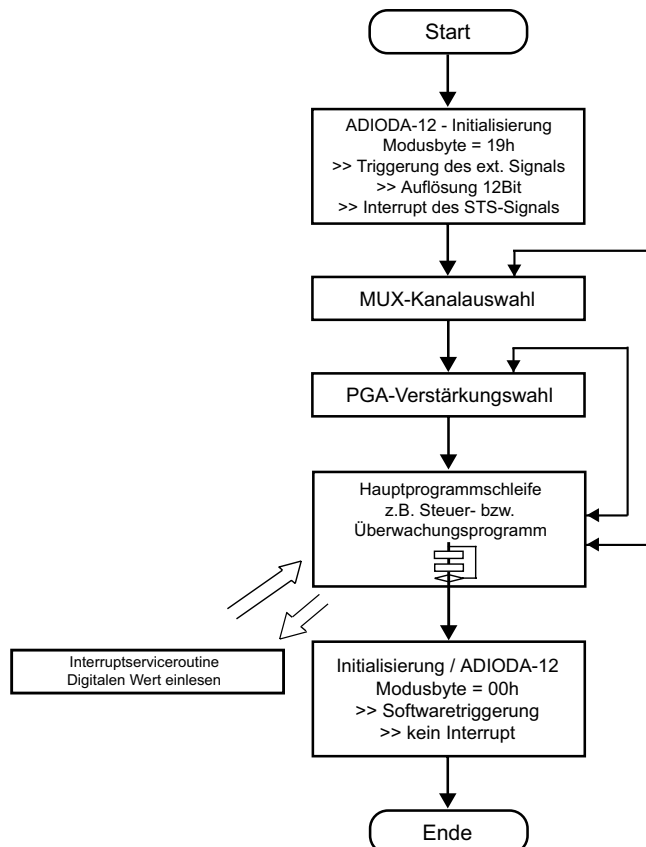 Start
ADIODA-12 - Initialisierung
Modusbyte = 19h
>> Triggerung des ext. Signals
>> Auflösung 12Bit
>> Interrupt des STS-Signals
MUX-Kanalauswahl
PGA-Verstärkungswahl
Hauptprogrammschleife
z.B. Steuer- bzw.
Überwachungsprogramm
Interruptserviceroutine
Digitalen Wert einlesen
Initialisierung / ADIODA-12
Modusbyte = 00h
>> Softwaretriggerung
>> kein Interrupt
Ende